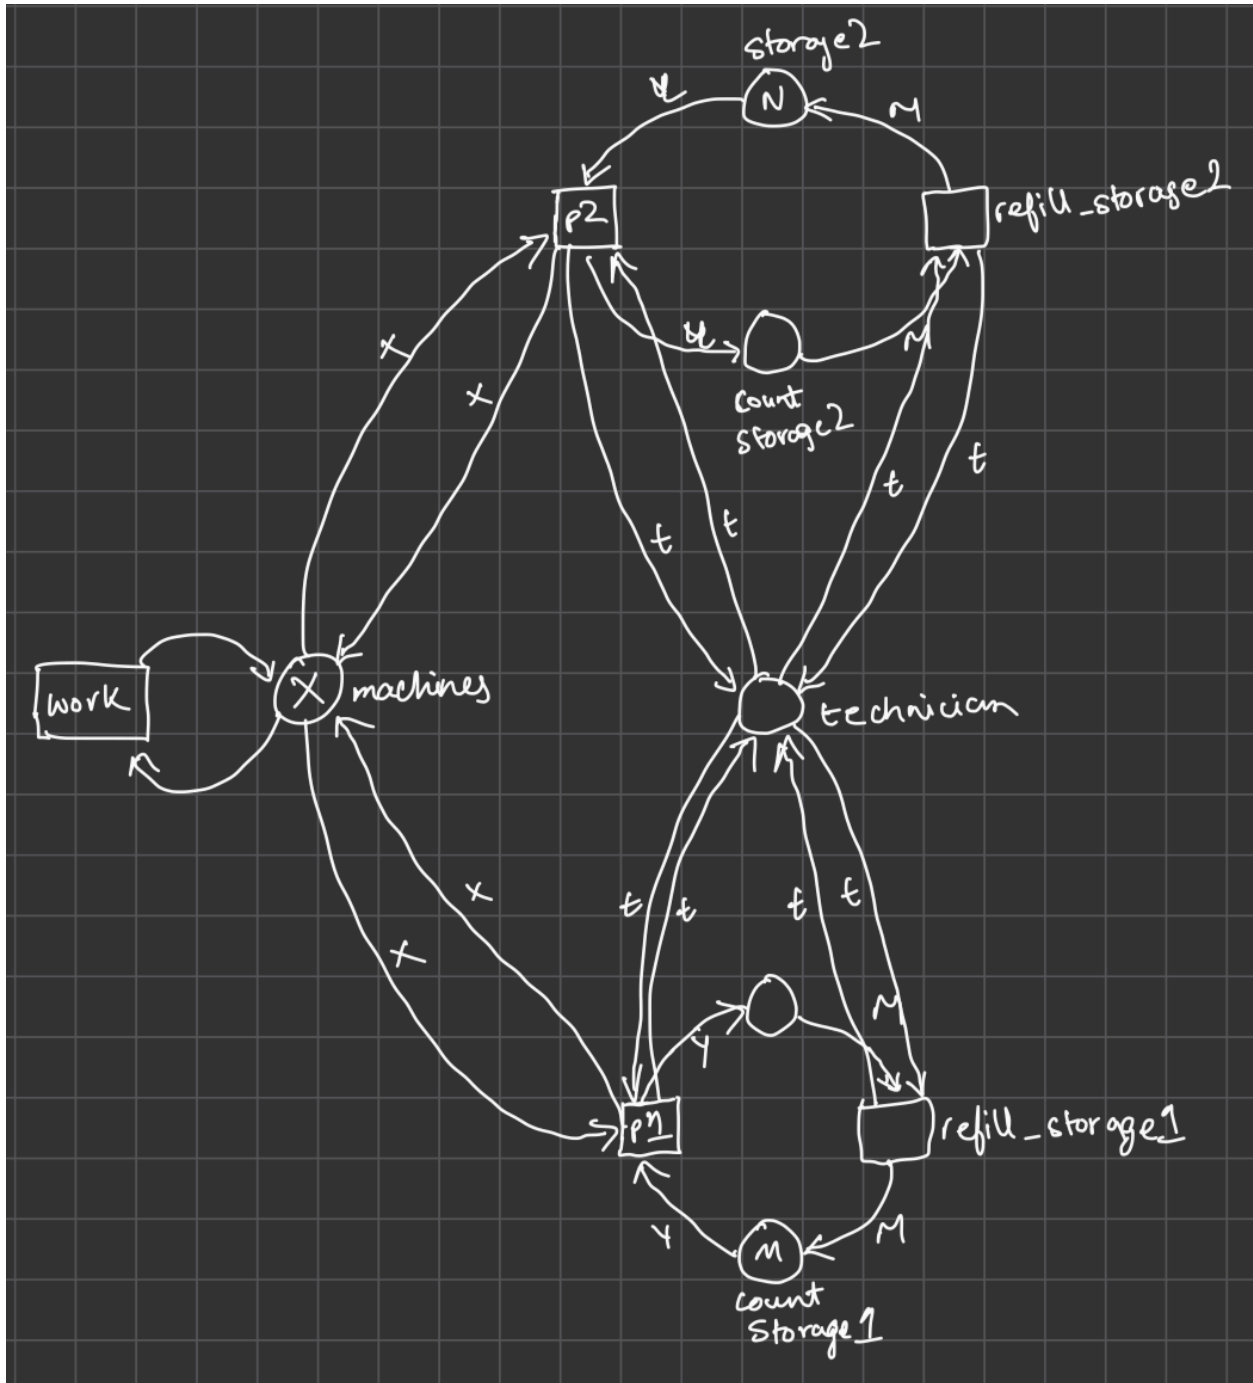 storage2
N
M
p2
refill_storage2
x
x
M
count
storage2
t
t
t
t
work
X
machines
technician
x
x
t
t
t
t
M
y
p1
refill_storage1
y
M
M
count
storage1